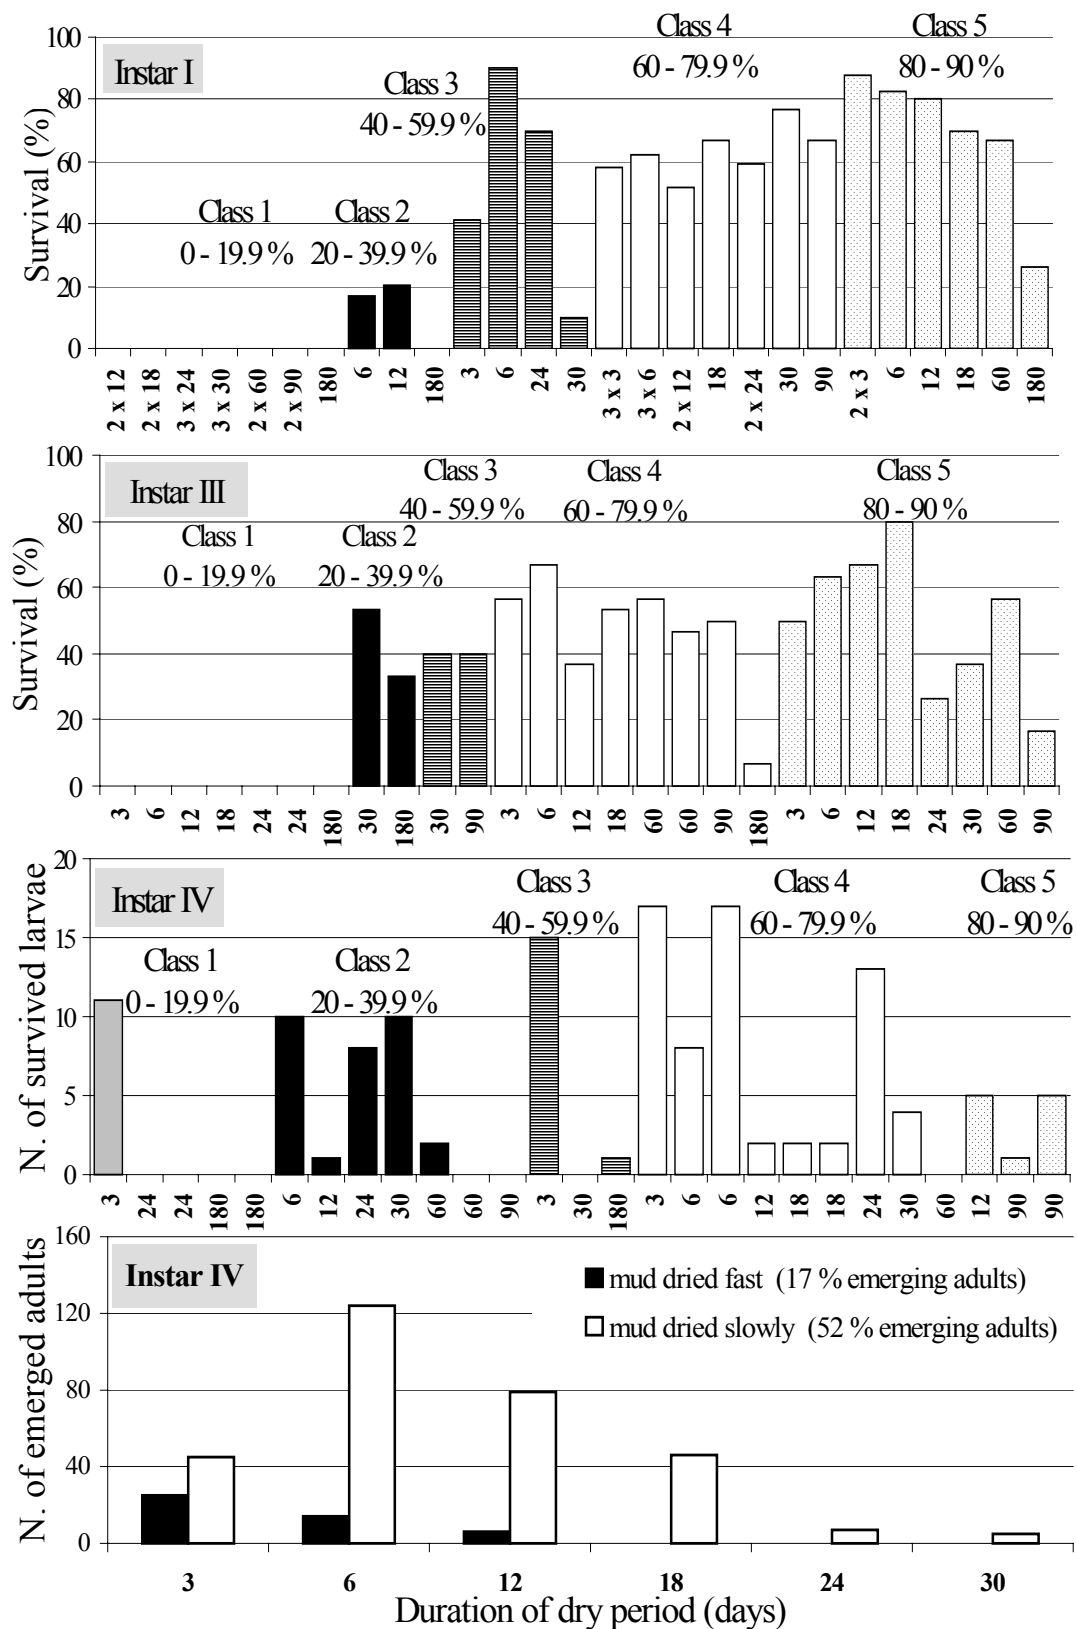 Class 4
Class 5
100
Instar I
60 - 79.9 %
80 - 90 %
Class 3
80
40 - 59.9 %
60
Class 1
Class 2
40
0 - 19.9 %
20 - 39.9 %
20
0
Survival (%)
2 x 12
2 x 18
3 x 24
3 x 30
2 x 60
2 x 90
180
6
12
180
3
6
24
30
3 x 3
3 x 6
2 x 12
18
2 x 24
30
90
2 x 3
6
12
18
60
180
100
Instar III
Class 3
Class 4
Class 5
40 - 59.9 %
60 - 79.9 %
80 - 90 %
80
Class 1
Class 2
0 - 19.9 %
20 - 39.9 %
60
40
20
0
Survival (%)
3
6
12
18
24
24
180
30
180
30
90
3
6
12
18
60
60
90
180
3
6
12
18
24
30
60
90
20
Instar IV
Class 3
Class 4
Class 5
40 - 59.9 %
60 - 79.9 %
80 - 90 %
15
Class 1
Class 2
0 - 19.9 %
20 - 39.9 %
10
5
0
N. of survived larvae
3
24
24
180
180
6
12
24
30
60
60
90
3
30
180
3
6
6
12
18
18
24
30
60
12
90
90
160
Instar IV
mud dried fast (17 % emerging adults)
mud dried slowly (52 % emerging adults)
120
80
40
0
N. of emerged adults
3
6
12
18
24
30
Duration of dry period (days)